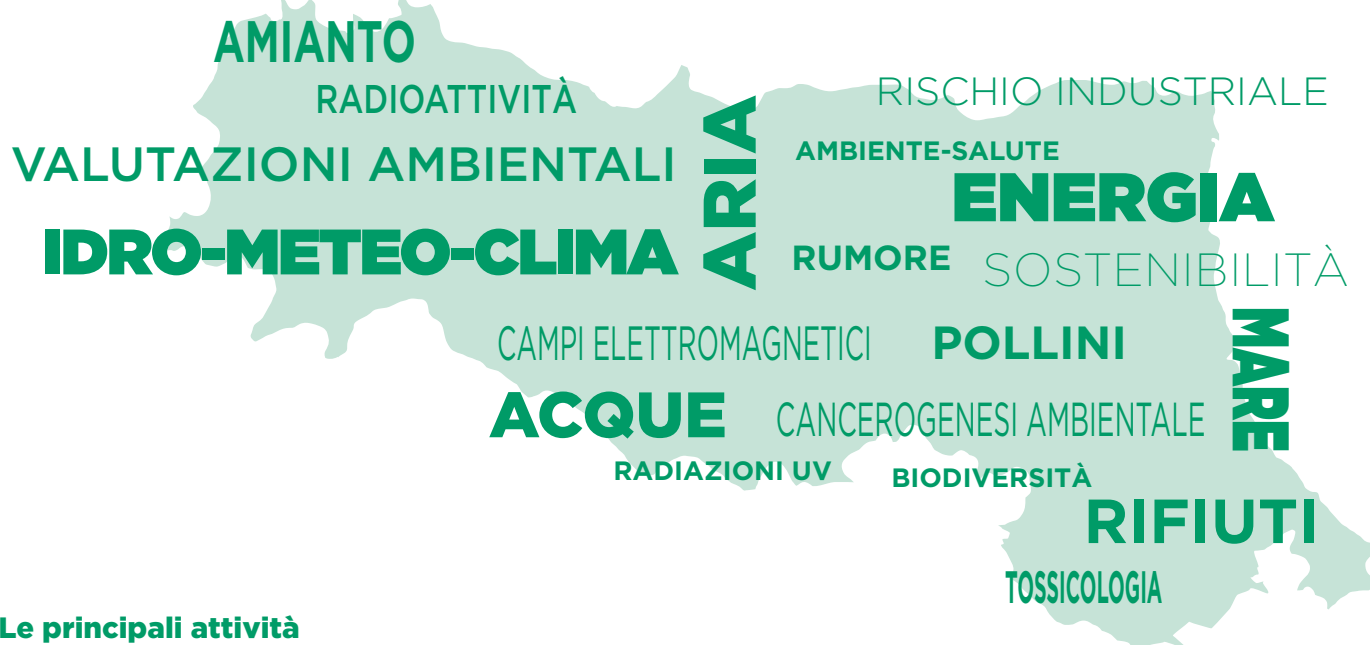 AMIANTO
RADIOATTIVITÀ
RISCHIO INDUSTRIALE
VALUTAZIONI AMBIENTALI
ARIA
AMBIENTE-SALUTE
ENERGIA
IDRO-METEO-CLIMA
RUMORE
SOSTENIBILITÀ
CAMPI ELETTROMAGNETICI
POLLINI
MARE
ACQUE
CANCEROGENESI AMBIENTALE
RADIAZIONI UV
BIODIVERSITÀ
RIFIUTI
TOSSICOLOGIA
Le principali attività